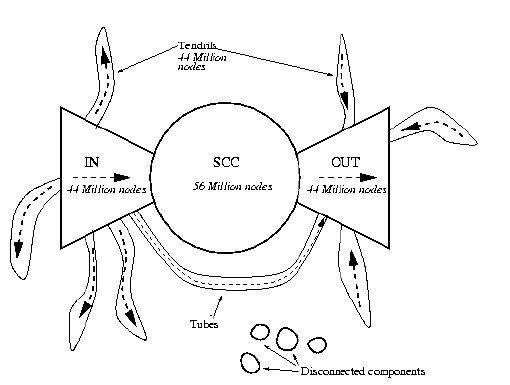 Tendrils
44 Million
nodes
IN
SCC
OUT
44 Million nodes
56 Million nodes
44 Million nodes
Tubes
Disconnected components